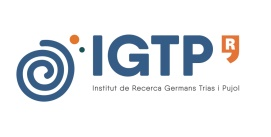 IGTP R
Institut de Recerca Germans Trias i Pujol